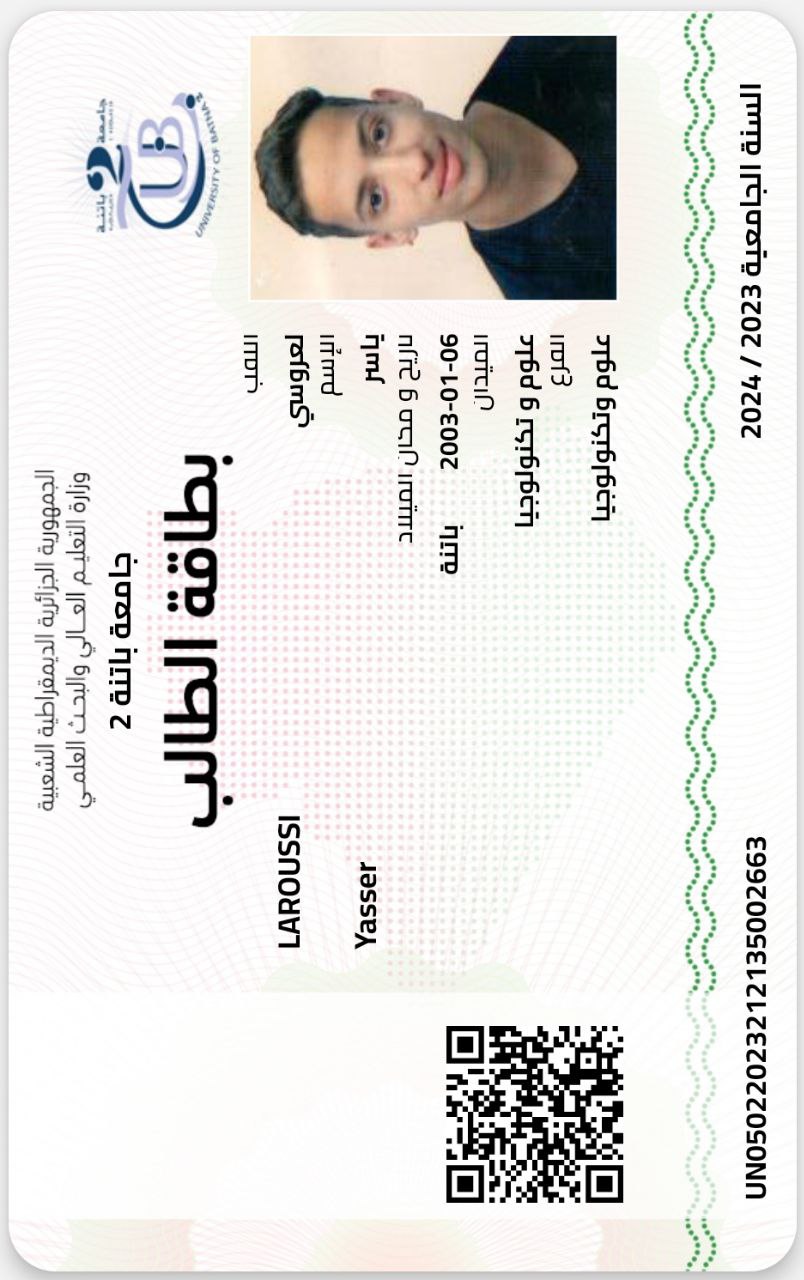 الجمهورية الجزائرية الديمقراطية الشعبية
وزارة التعليم العالي والبحث العلمي
جامعة باتنة 2
بطاقة الطالب
جامعة باتنة 2
UB
UNIVERSITY OF BATNA 2
اللقب
لعروسي
LAROUSSI
الإسم
ياسر
Yasser
تاريخ و مكان الميلاد
2003-01-06 باتنة
الميدان
علوم و تكنولوجيا
الفرع
علوم وتكنولوجيا
السنة الجامعية 2023 / 2024
UN05022023212135002663